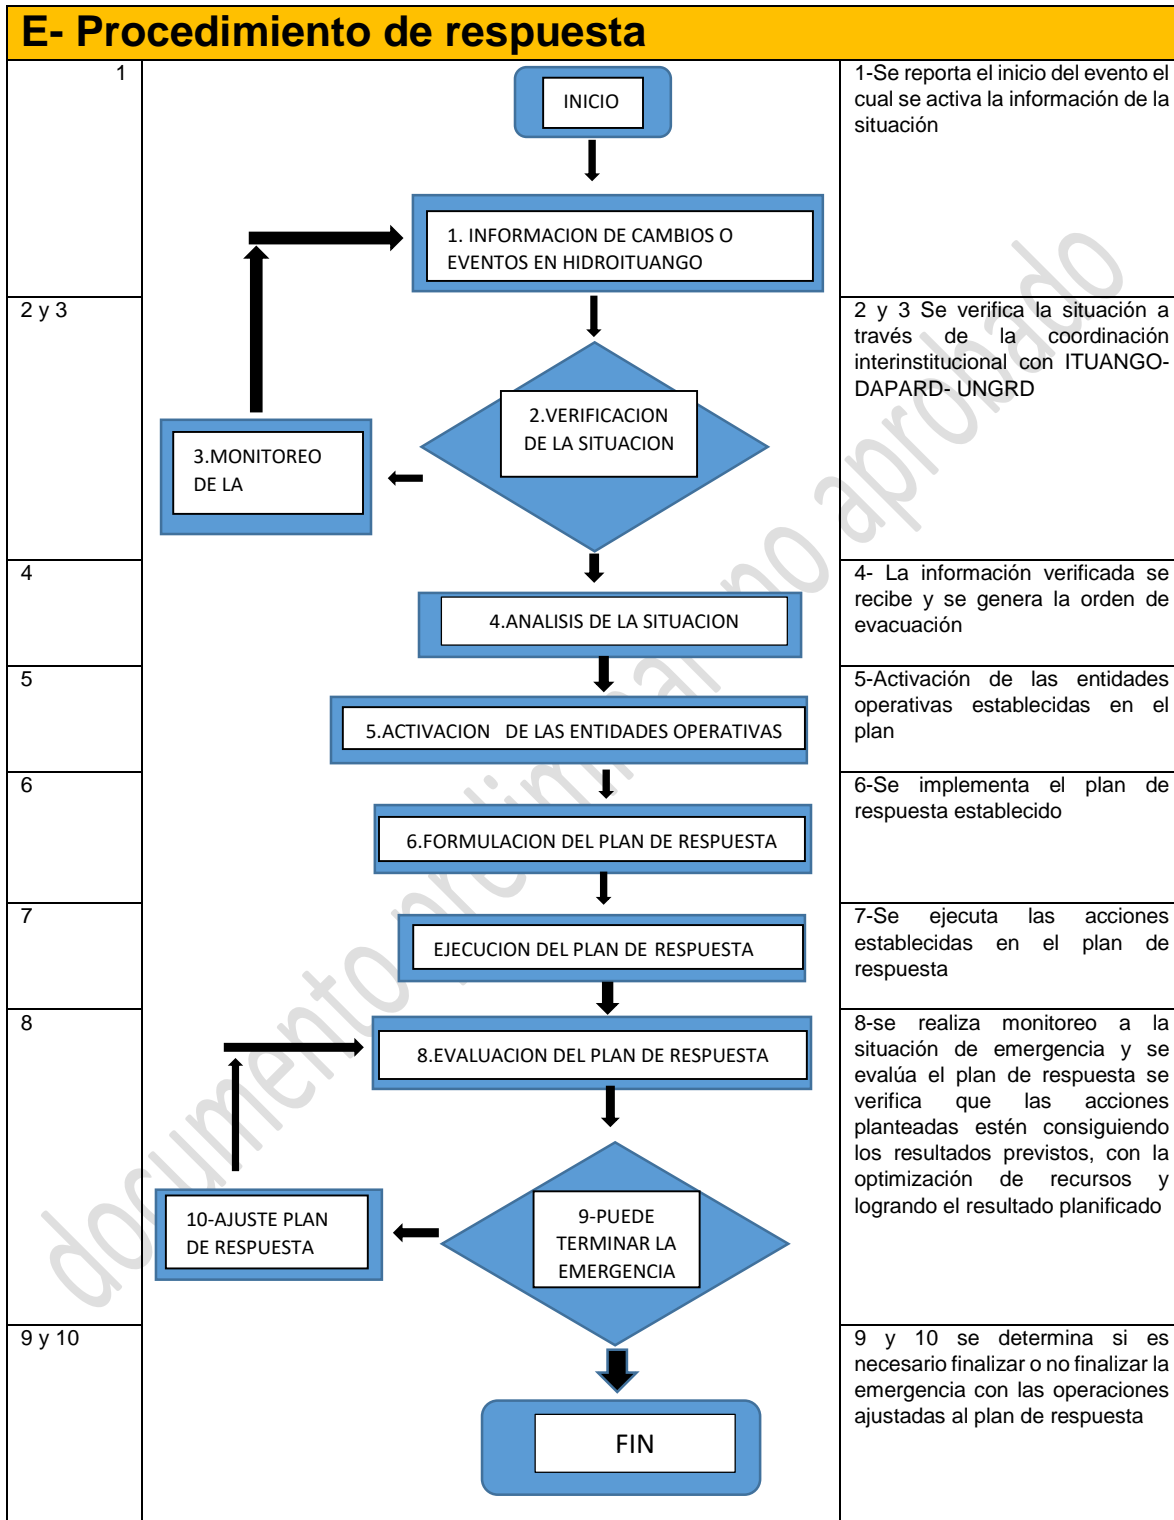 E- Procedimiento de respuesta
1
INICIO
1-Se reporta el inicio del evento el
cual se activa la información de la
situación
1. INFORMACION DE CAMBIOS O
EVENTOS EN HIDROITUANGO
2 y 3
2.VERIFICACION
DE LA SITUACION
3.MONITOREO
DE LA
2 y 3 Se verifica la situación a
través de la coordinación
interinstitucional con ITUANGO-
DAPARD- UNGRD
4
4.ANALISIS DE LA SITUACION
4- La información verificada se
recibe y se genera la orden de
evacuación
5
5.ACTIVACION DE LAS ENTIDADES OPERATIVAS
5-Activación de las entidades
operativas establecidas en el
plan
6
6.FORMULACION DEL PLAN DE RESPUESTA
6-Se implementa el plan de
respuesta establecido
7
EJECUCION DEL PLAN DE RESPUESTA
7-Se ejecuta las acciones
establecidas en el plan de
respuesta
8
8.EVALUACION DEL PLAN DE RESPUESTA
10-AJUSTE PLAN
DE RESPUESTA
9-PUEDE
TERMINAR LA
EMERGENCIA
8-se realiza monitoreo a la
situación de emergencia y se
evalúa el plan de respuesta se
verifica que las acciones
planteadas estén consiguiendo
los resultados previstos, con la
optimización de recursos y
logrando el resultado planificado
9 y 10
FIN
9 y 10 se determina si es
necesario finalizar o no finalizar la
emergencia con las operaciones
ajustadas al plan de respuesta
documento preliminar no aprobado